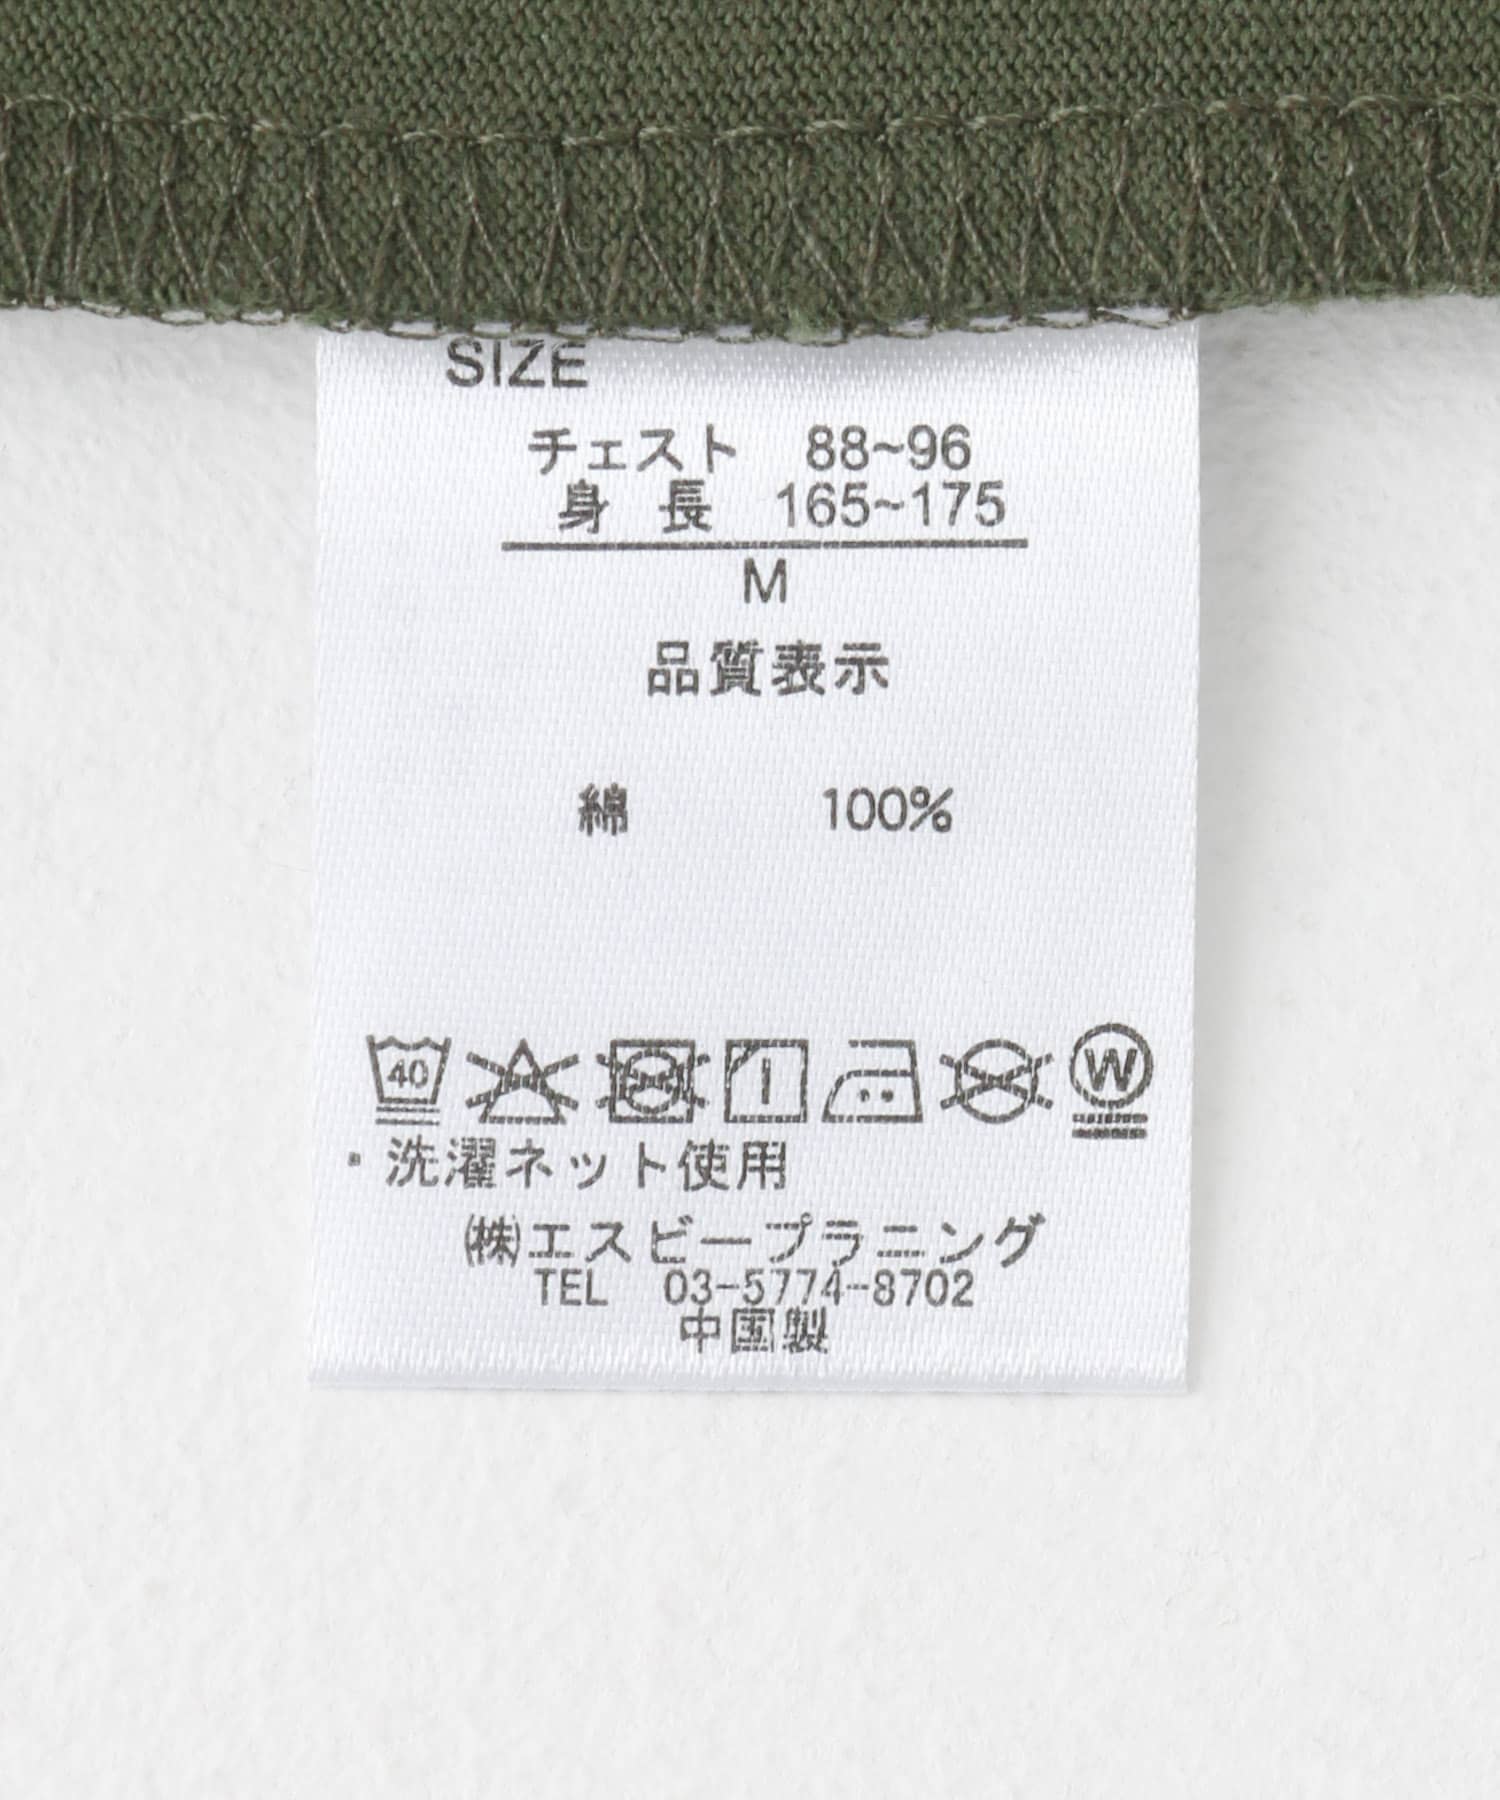 SIZE
チェスト 88~96
身長 165~175
M
品質表示
綿 100%
40 W
・洗濯ネット使用
㈱エスビープラニング
TEL 03-5774-8702
中国製